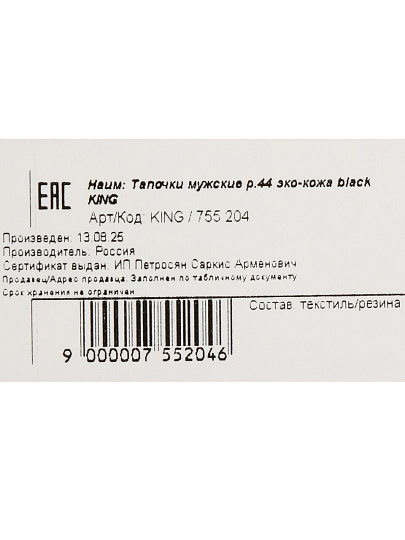 EAC
Наим: Тапочки мужские р.44 эко-кожа black
KING
Арт/Код: KING / 755 204
Произведен: 13.08.25
Производитель: Россия
Сертификат выдан: ИП Петросян Саркис Арменович
Продавец/Адрес продавца: Заполнен по табличному документу
Срок хранения не ограничен
Состав: текстиль/резина
9 000007 552046